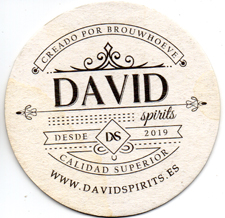 CREADO POR BROUWHOEVE
DAVID
spirits
DESDE DS 2019
CALIDAD SUPERIOR
WWW.DAVIDSPIRITS.ES